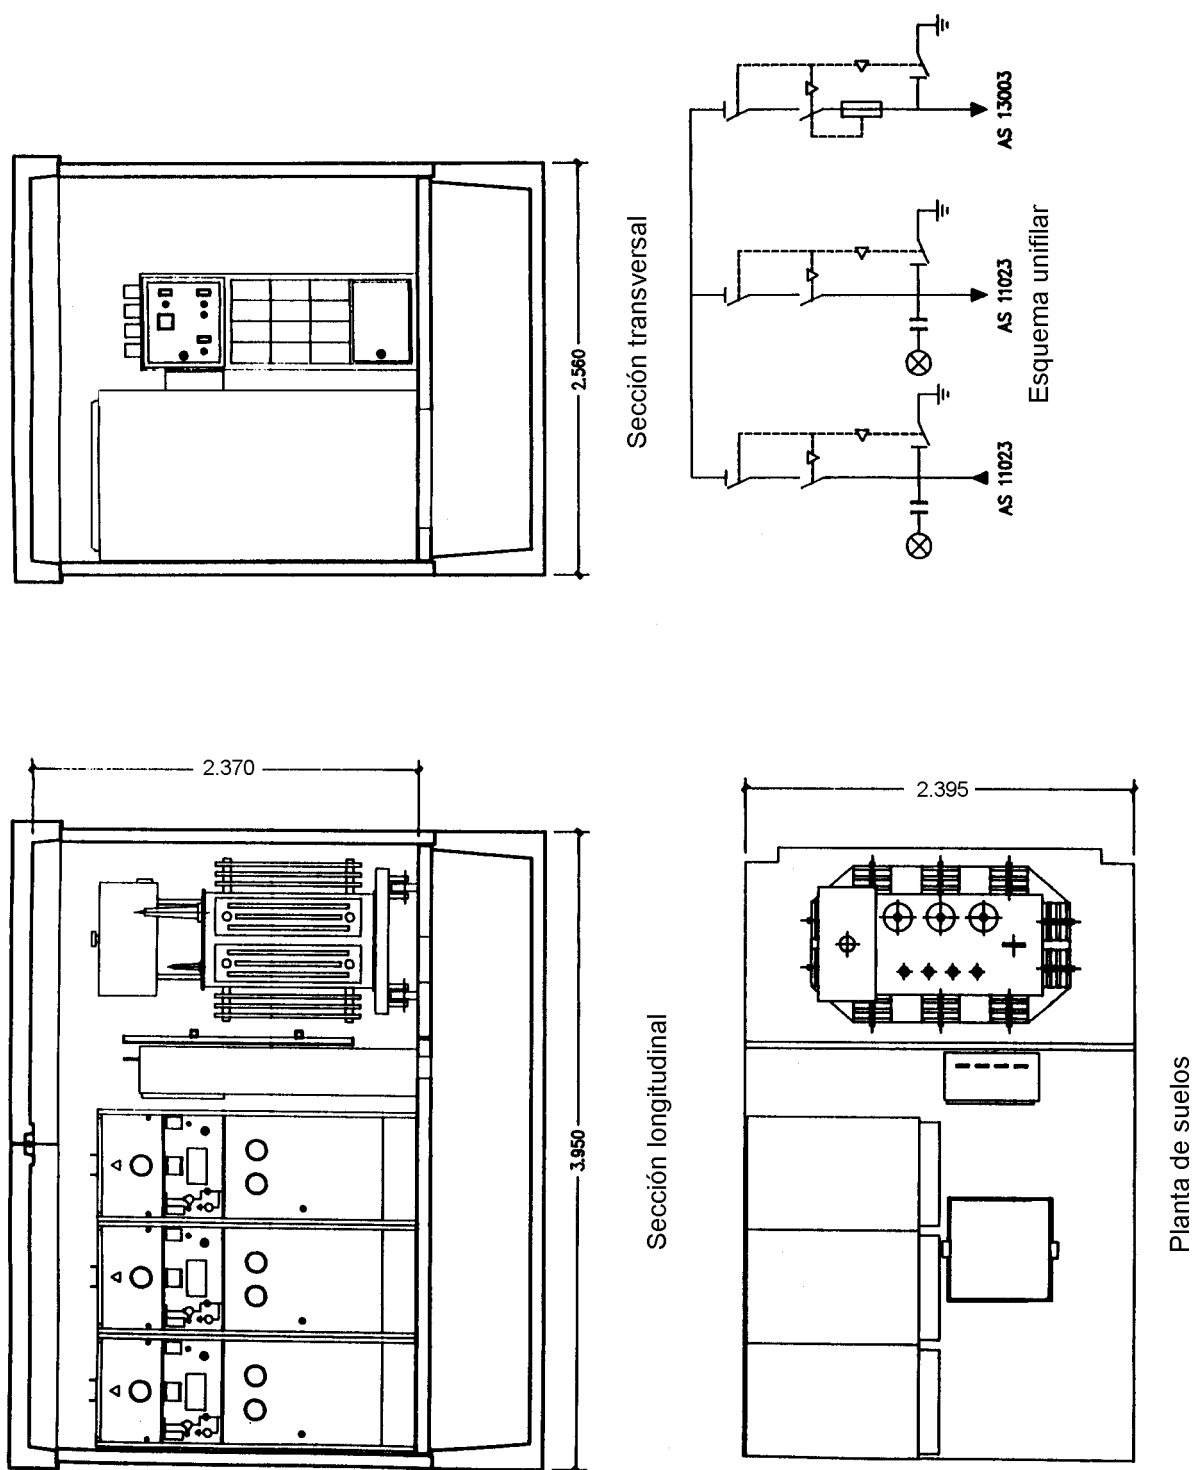 2.560
Sección transversal
AS 13003
AS 11023
AS 11023
Esquema unifilar
2.370
3.950
Sección longitudinal
2.395
Planta de suelos